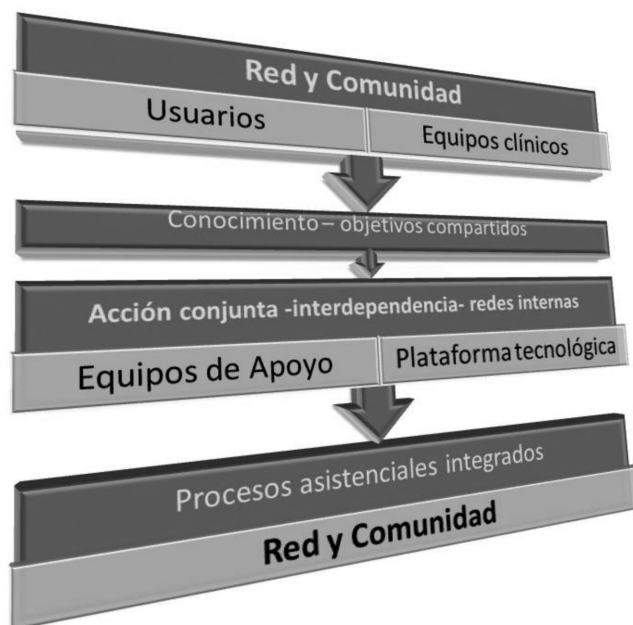 Red y Comunidad
Usuarios
Equipos clínicos
Conocimiento – objetivos compartidos
Acción conjunta -interdependencia- redes internas
Equipos de Apoyo
Plataforma tecnológica
Procesos asistenciales integrados
Red y Comunidad